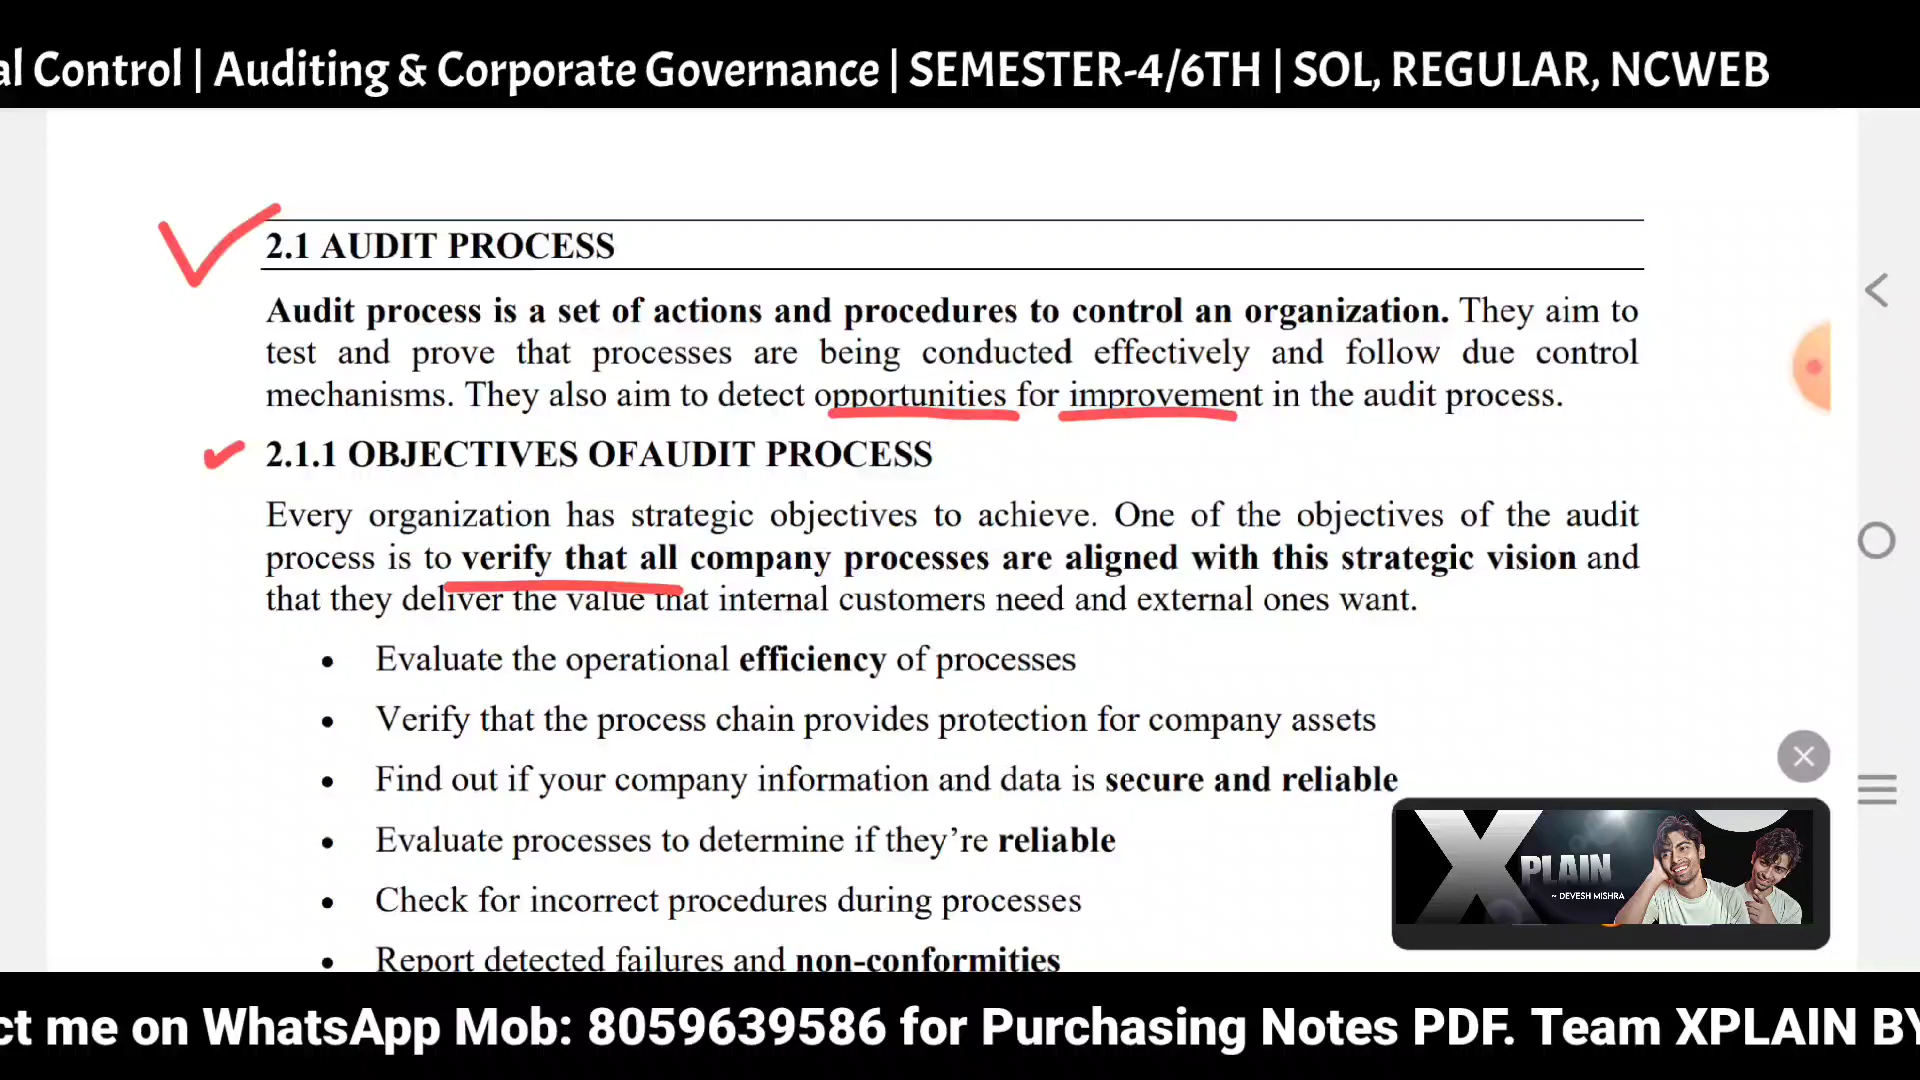 al Control | Auditing & Corporate Governance | SEMESTER-4/6TH | SOL, REGULAR, NCWEB
2.1 AUDIT PROCESS
Audit process is a set of actions and procedures to control an organization. They aim to
test and prove that processes are being conducted effectively and follow due control
mechanisms. They also aim to detect opportunities for improvement in the audit process.
2.1.1 OBJECTIVES OFAUDIT PROCESS
Every organization has strategic objectives to achieve. One of the objectives of the audit
process is to verify that all company processes are aligned with this strategic vision and
that they deliver the value that internal customers need and external ones want.
• Evaluate the operational efficiency of processes
• Verify that the process chain provides protection for company assets
• Find out if your company information and data is secure and reliable
• Evaluate processes to determine if they’re reliable
• Check for incorrect procedures during processes
• Report detected failures and non-conformities
XPLAIN
~ DEVESH MISHRA
ct me on WhatsApp Mob: 8059639586 for Purchasing Notes PDF. Team XPLAIN BY